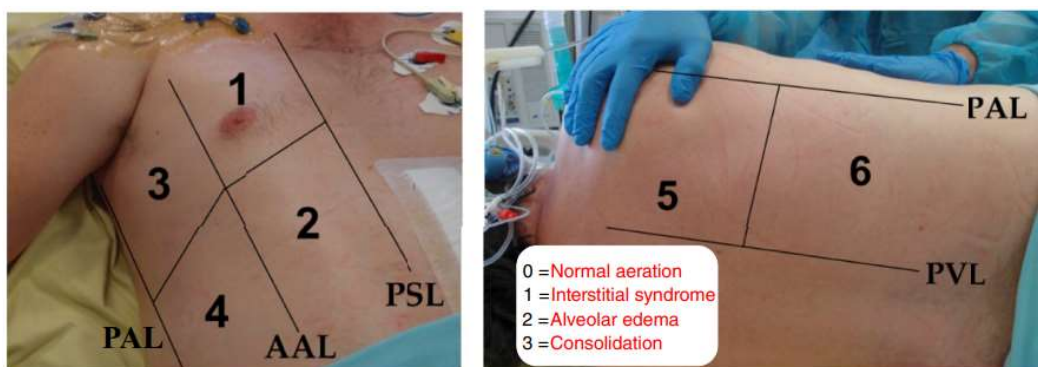 1
3
2
4
PAL
AAL
PSL
PAL
5
6
PVL
0 =Normal aeration
1 =Interstitial syndrome
2 =Alveolar edema
3 =Consolidation